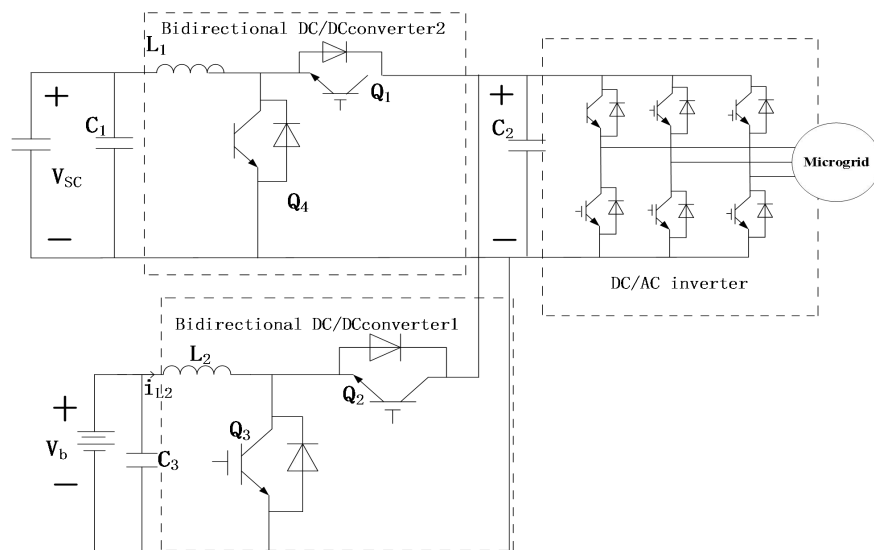 Bidirectional DC/DCconverter2
L1
Q1
C1
C2
VSC
Q4
Microgrid
DC/AC inverter
Bidirectional DC/DCconverter1
L2
iL2
Q2
Q3
Vb
C3